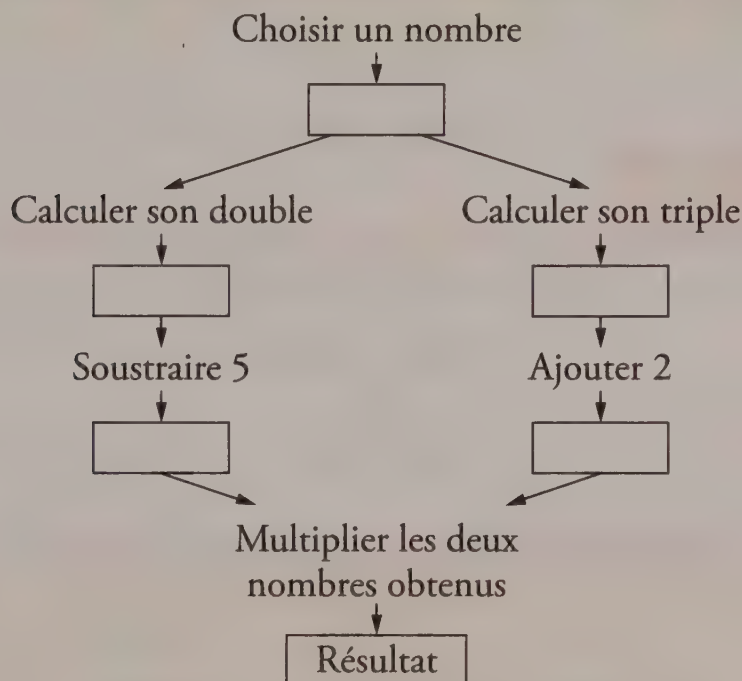 Choisir un nombre
Calculer son double
Calculer son triple
Soustraire 5
Ajouter 2
Multiplier les deux
nombres obtenus
Résultat